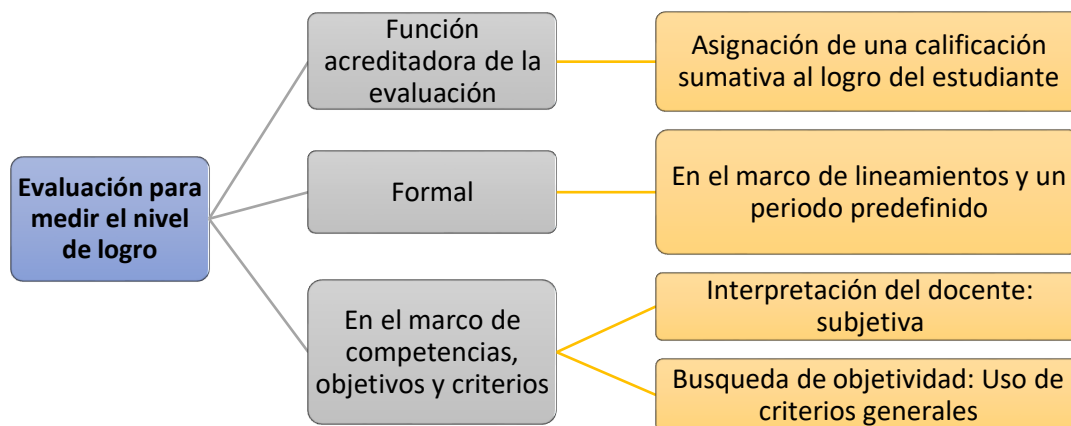 Evaluación para
medir el nivel
de logro
Función
acreditadora de la
evaluación
Asignación de una calificación
sumativa al logro del estudiante
Formal
En el marco de lineamientos y un
periodo predefinido
En el marco de
competencias,
objetivos y criterios
Interpretación del docente:
subjetiva
Busqueda de objetividad: Uso de
criterios generales